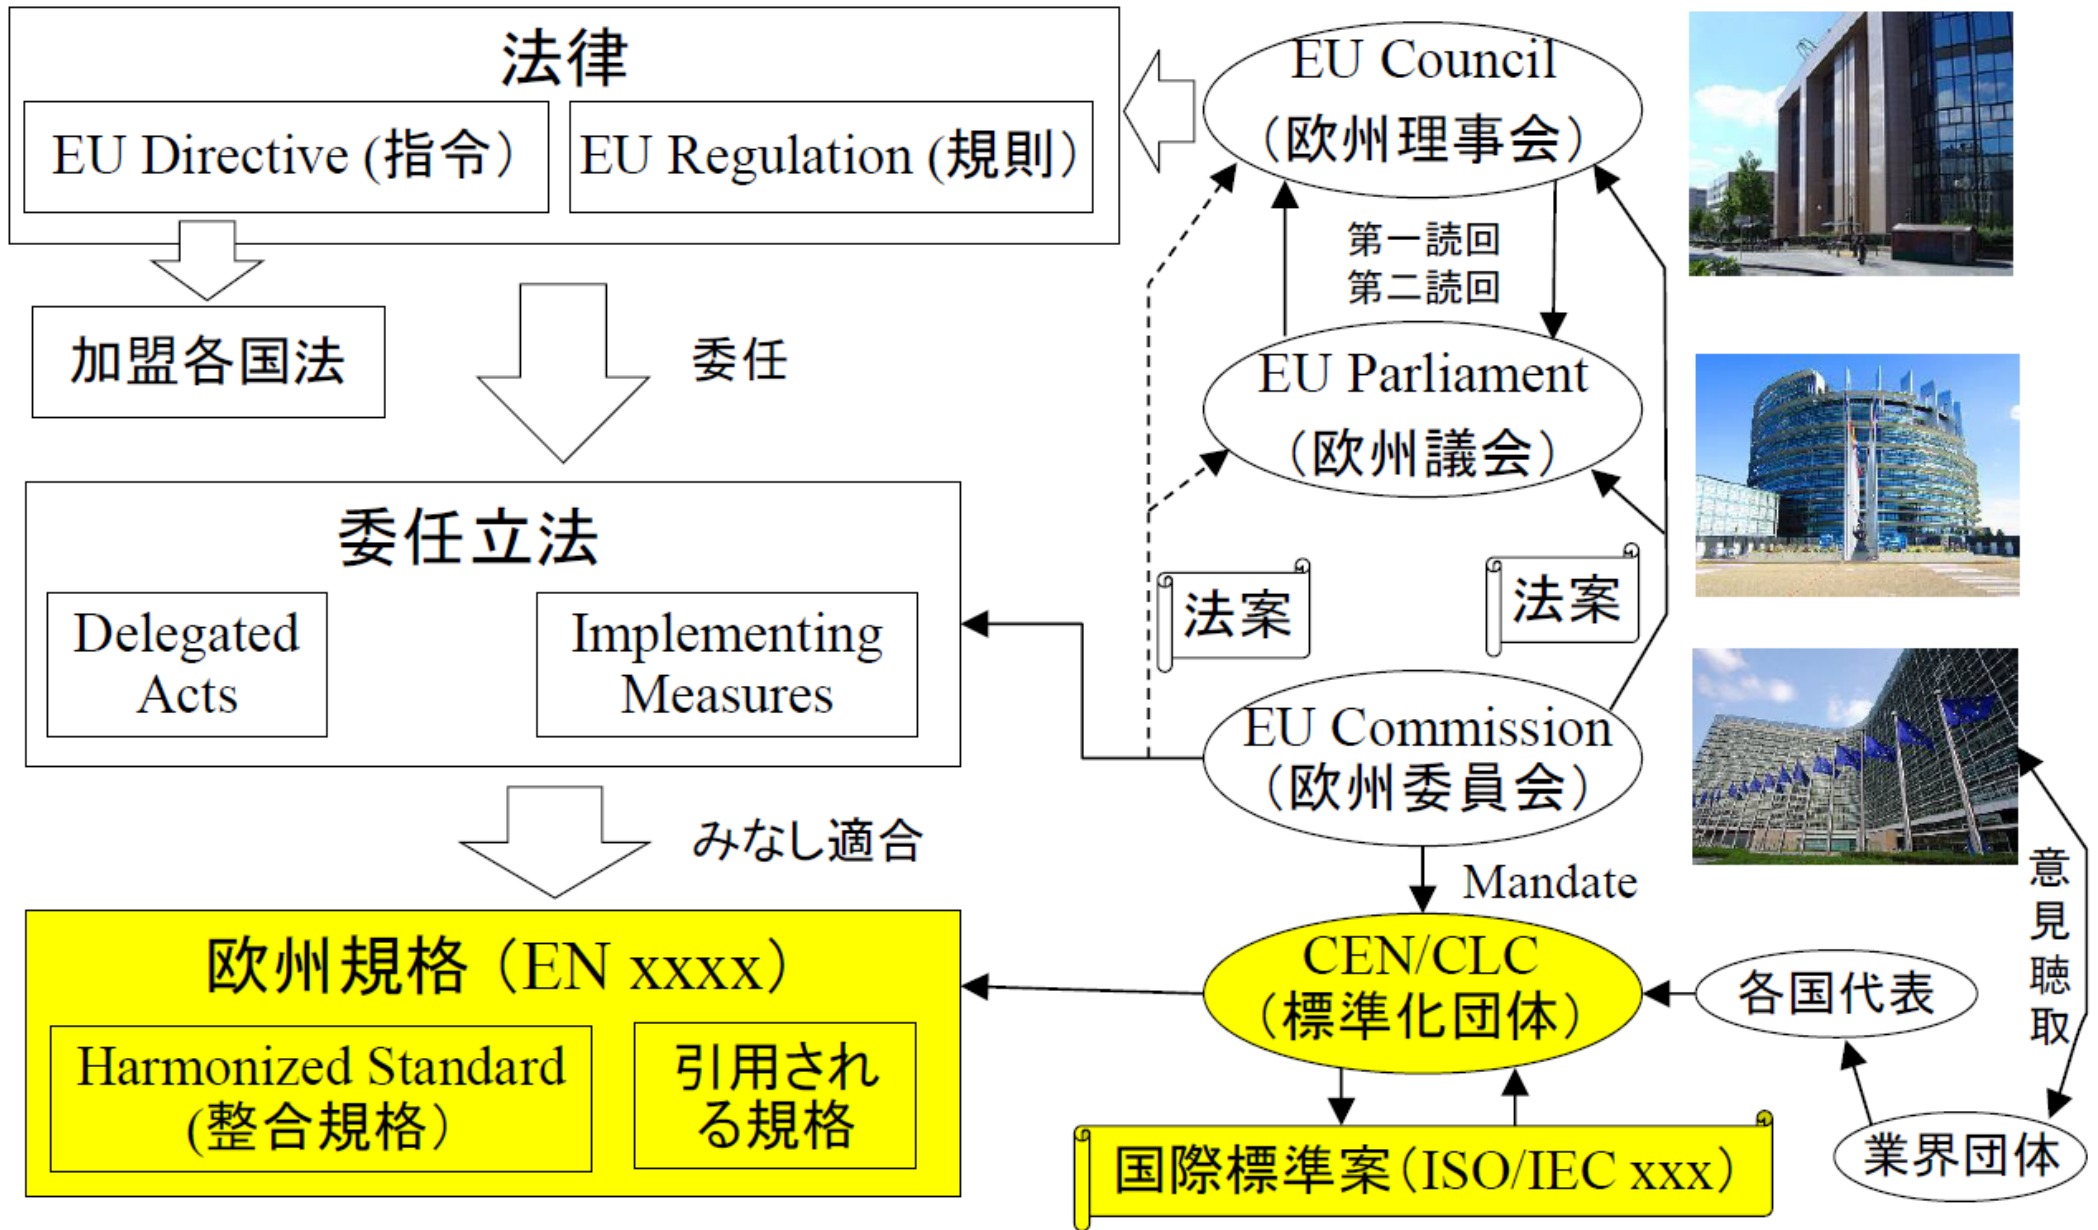 法律
EU Directive (指令)
EU Regulation (規則)
加盟各国法
委任
委任立法
Delegated
Acts
Implementing
Measures
みなし適合
欧州規格（EN xxxx）
Harmonized Standard
(整合規格)
引用され
る規格
EU Council
（欧州理事会）
第一読回
第二読回
EU Parliament
（欧州議会）
法案
法案
EU Commission
（欧州委員会）
Mandate
CEN/CLC
（標準化団体）
国際標準案（ISO/IEC xxx）
各国代表
業界団体
意見聴取